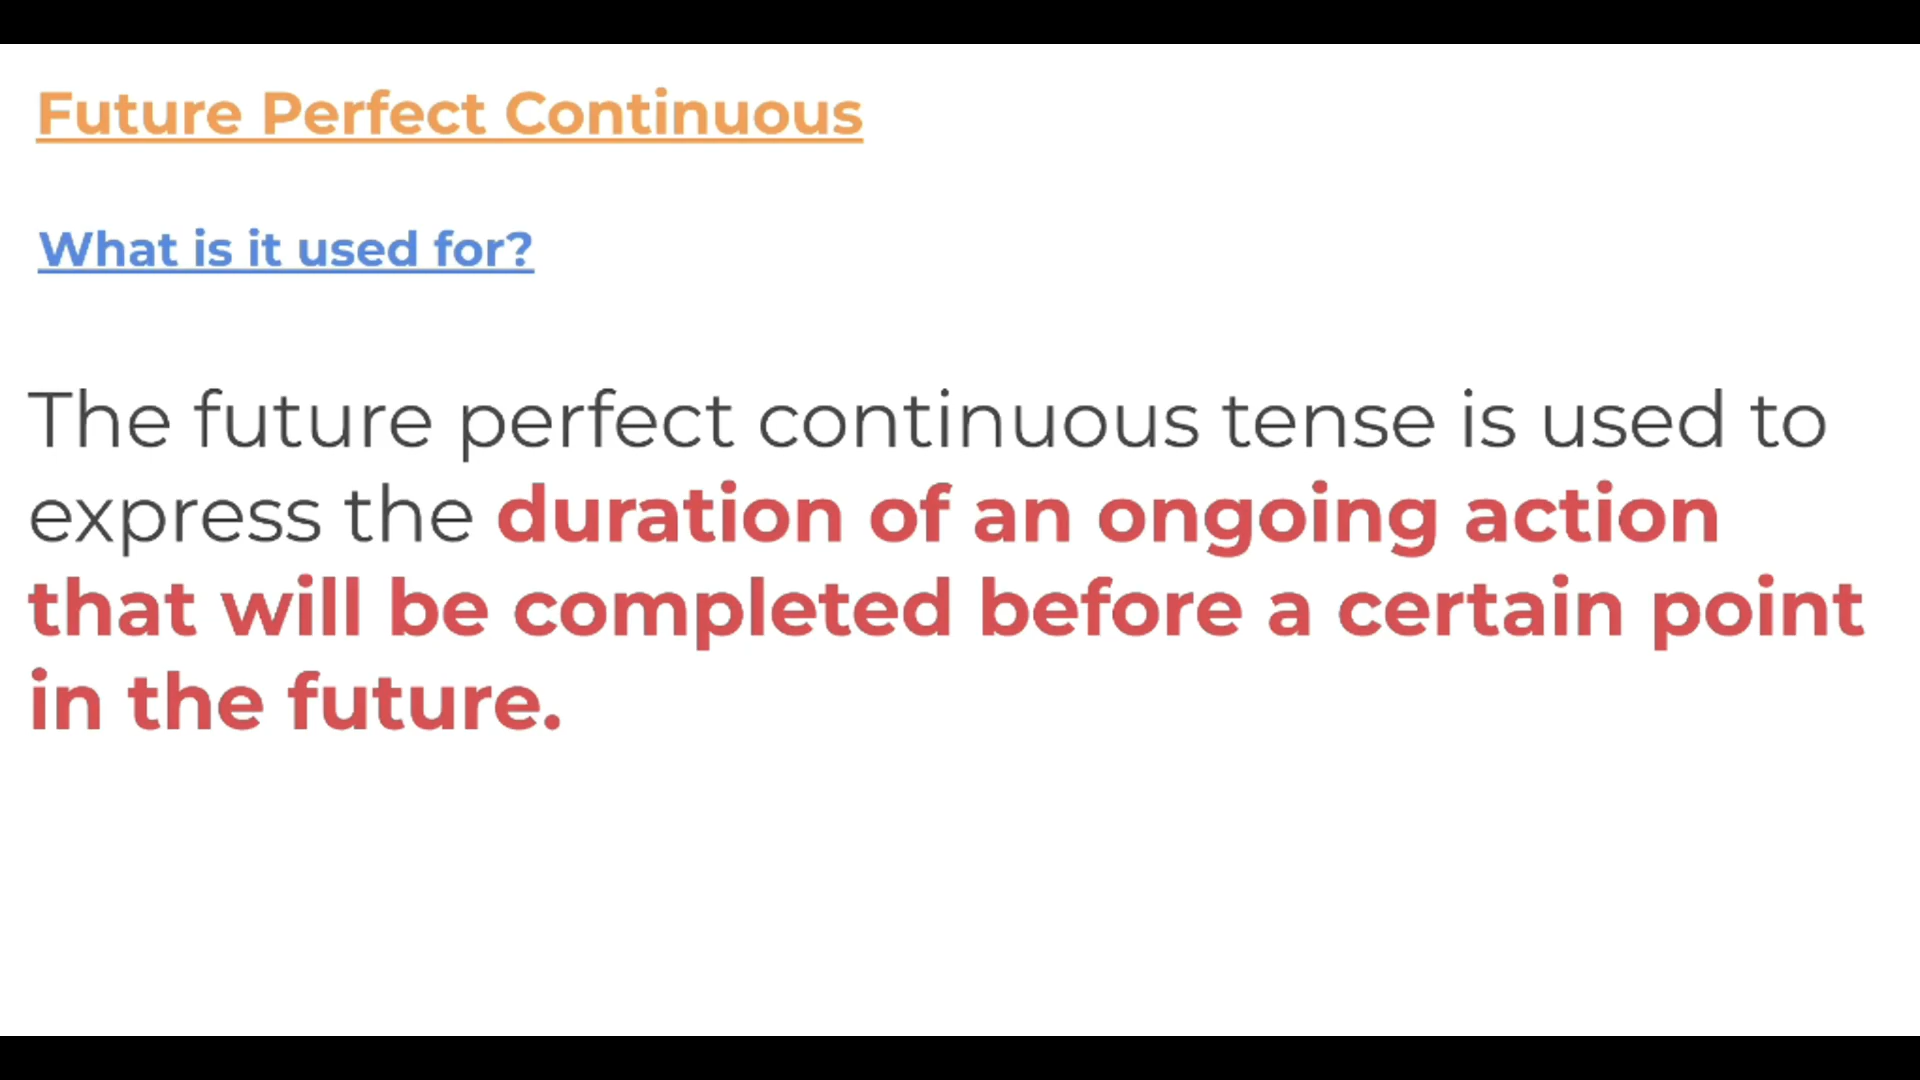 Future Perfect Continuous
What is it used for?
The future perfect continuous tense is used to
express the duration of an ongoing action
that will be completed before a certain point
in the future.